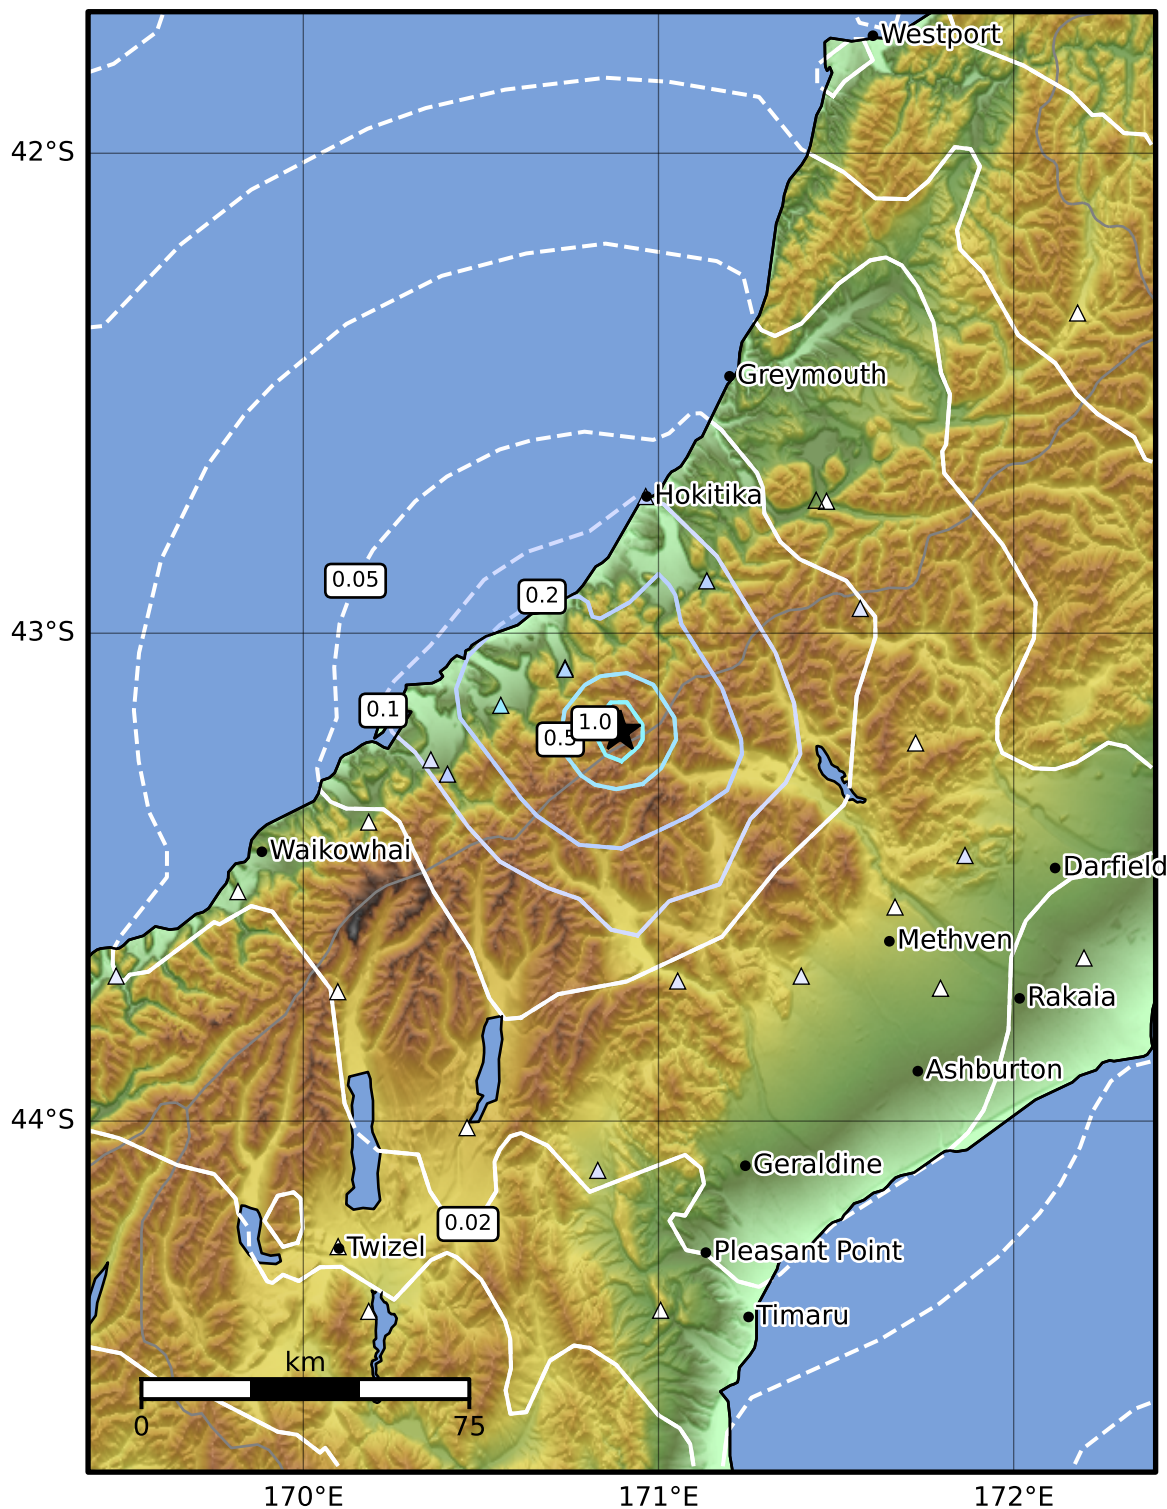 Westport
42°S
Greymouth
Hokitika
0.05
0.2
43°S
0.1
1.0
0.5
Waikowhai
Darfield
Methven
Rakaia
Ashburton
44°S
Geraldine
0.02
Twizel
Pleasant Point
Timaru
km
0 75
170°E 171°E 172°E